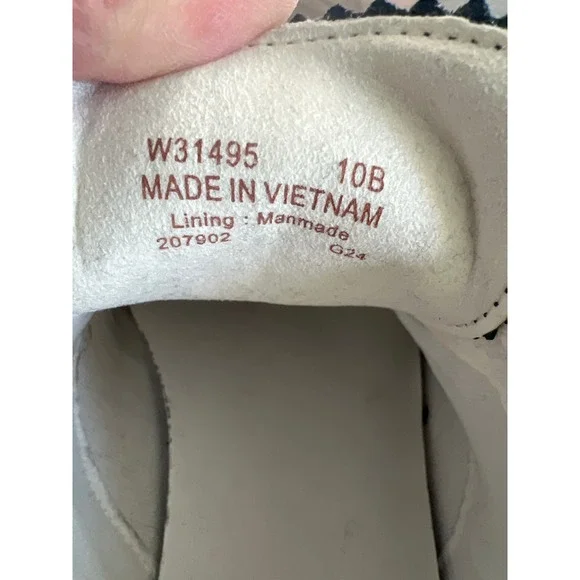 W31495 10B
MADE IN VIETNAM
Lining : Manmade
207902 G24